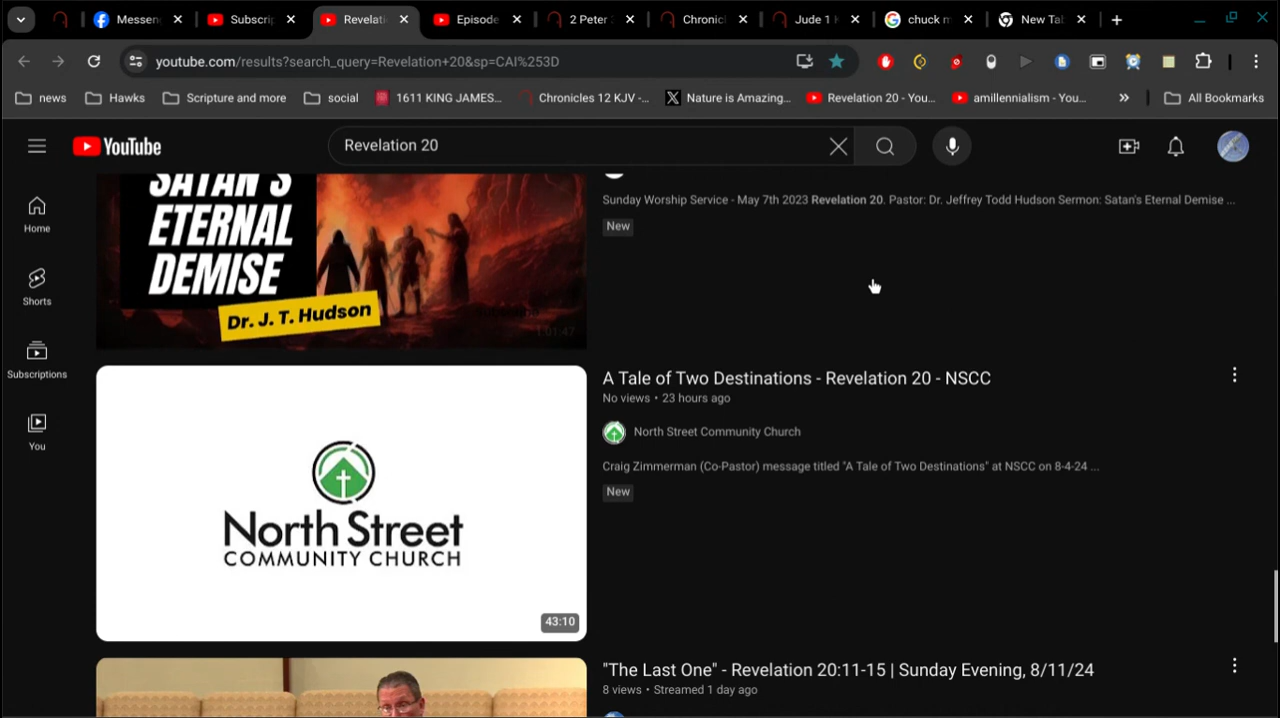 Messen
Subscri
Revelati
Episode
2 Peter
Chronic
Jude 1
chuck m
New Tab
youtube.com/results?search_query=Revelation+20&sp=CAI%253D
news
Hawks
Scripture and more
social
1611 KING JAMES...
Chronicles 12 KJV -...
Nature is Amazing...
Revelation 20 - You...
amillennialism - You...
»
All Bookmarks
YouTube
Revelation 20
Home
Shorts
Subscriptions
You
SATAN'S
ETERNAL
DEMISE
Dr. J. T. Hudson
1:01:47
Sunday Worship Service - May 7th 2023 Revelation 20. Pastor: Dr. Jeffrey Todd Hudson Sermon: Satan's Eternal Demise ...
New
North Street
COMMUNITY CHURCH
43:10
A Tale of Two Destinations - Revelation 20 - NSCC
No views • 23 hours ago
North Street Community Church
Craig Zimmerman (Co-Pastor) message titled "A Tale of Two Destinations" at NSCC on 8-4-24 ...
New
"The Last One" - Revelation 20:11-15 | Sunday Evening, 8/11/24
8 views • Streamed 1 day ago